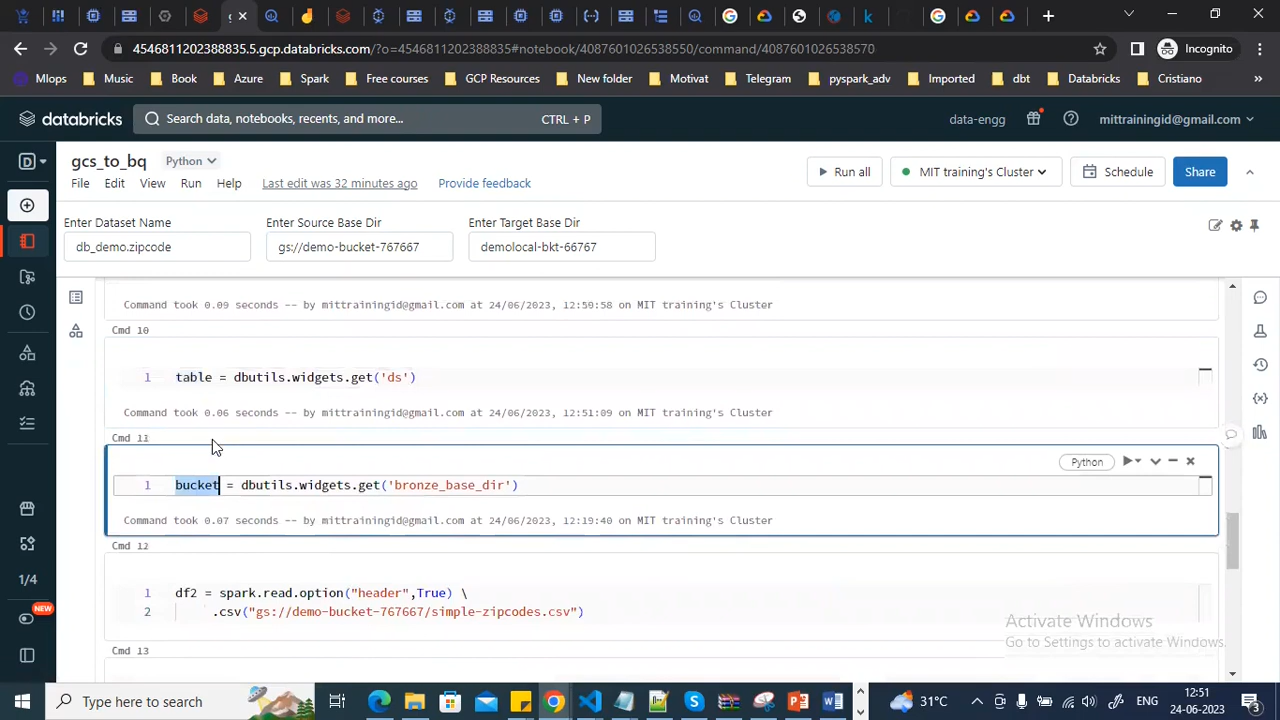 4546811202388835.5.gcp.databricks.com/?o=4546811202388835#notebook/4087601026538550/command/4087601026538570
Incognito
Mlops
Music
Book
Azure
Spark
Free courses
GCP Resources
New folder
Motivat
Telegram
pyspark_adv
Imported
dbt
Databricks
Cristiano
»
databricks
Search data, notebooks, recents, and more...
CTRL + P
data-engg
mittrainingid@gmail.com
D
gcs_to_bq
Python
Run all
MIT training's Cluster
Schedule
Share
File
Edit
View
Run
Help
Last edit was 32 minutes ago
Provide feedback
Enter Dataset Name
Enter Source Base Dir
Enter Target Base Dir
db_demo.zipcode
gs://demo-bucket-767667
demolocal-bkt-66767
Command took 0.09 seconds -- by mittrainingid@gmail.com at 24/06/2023, 12:50:58 on MIT training's Cluster
Cmd 10
1 table = dbutils.widgets.get('ds')
Command took 0.06 seconds -- by mittrainingid@gmail.com at 24/06/2023, 12:51:09 on MIT training's Cluster
Cmd 11
Python
1 bucket = dbutils.widgets.get('bronze_base_dir')
Command took 0.07 seconds -- by mittrainingid@gmail.com at 24/06/2023, 12:19:40 on MIT training's Cluster
Cmd 12
1 df2 = spark.read.option("header",True) \
2 .csv("gs://demo-bucket-767667/simple-zipcodes.csv")
Cmd 13
1/4
NEW
Activate Windows
Go to Settings to activate Windows.
Type here to search
31°C
ENG
12:51
24-06-2023
3